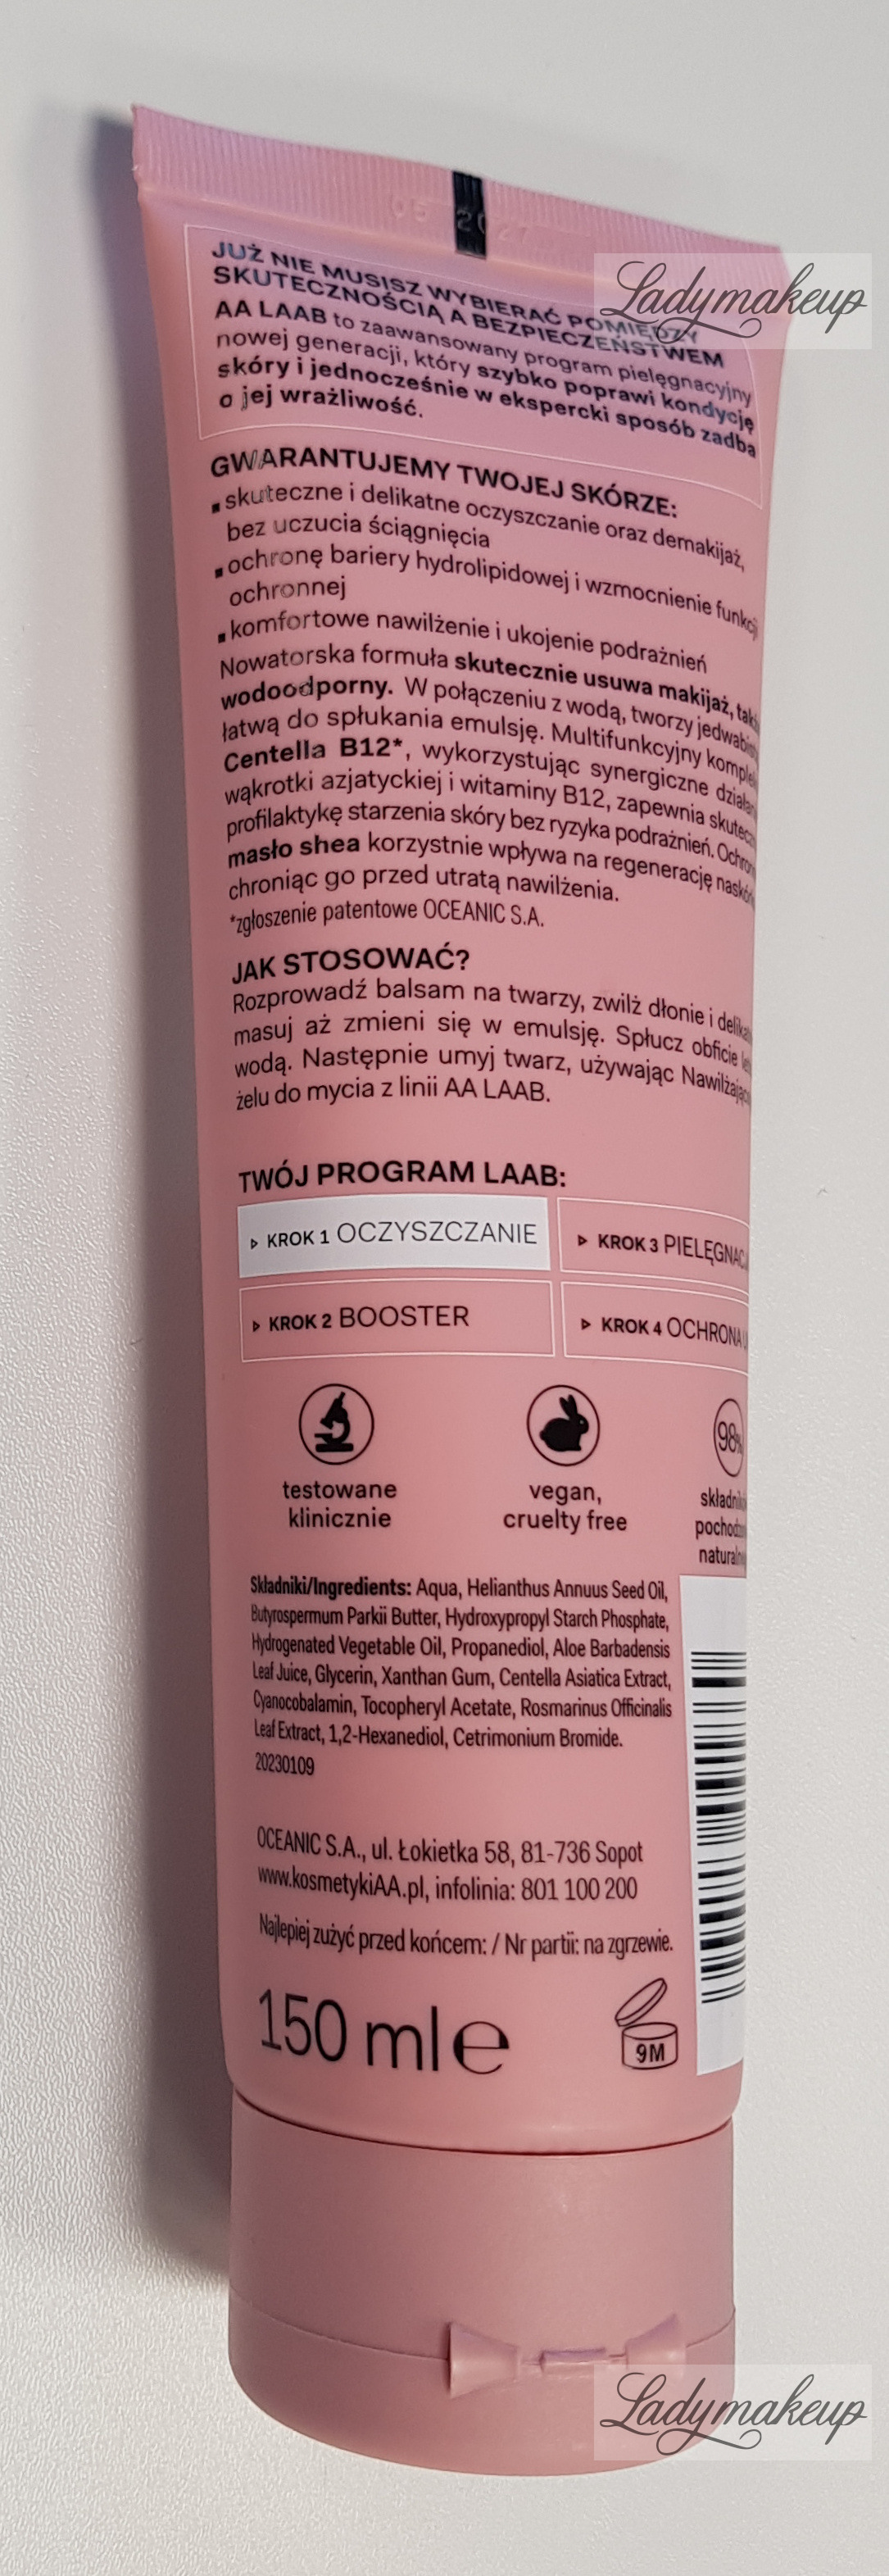 05 2027
Ladymakeup
JUŻ NIE MUSISZ WYBIERAĆ POMIĘDZY
SKUTECZNOŚCIĄ A BEZPIECZEŃSTWEM
AA LAAB to zaawansowany program pielęgnacyjny
nowej generacji, który szybko poprawi kondycję
skóry i jednocześnie w ekspercki sposób zadba
o jej wrażliwość.
GWARANTUJEMY TWOJEJ SKÓRZE:
▪ skuteczne i delikatne oczyszczanie oraz demakijaż,
bez uczucia ściągnięcia
▪ ochronę bariery hydrolipidowej i wzmocnienie funkcji
ochronnej
▪ komfortowe nawilżenie i ukojenie podrażnień
Nowatorska formuła skutecznie usuwa makijaż,
wodoodporny. W połączeniu z wodą, tworzy
łatwą do spłukania emulsję. Multifunkcyjny
Centella B12*, wykorzystując synergiczne
wąkrotki azjatyckiej i witaminy B12, zapewnia
profilaktykę starzenia skóry bez ryzyka podrażnień.
masło shea korzystnie wpływa na regenerację
chroniąc go przed utratą nawilżenia.
*zgłoszenie patentowe OCEANIC S.A.
JAK STOSOWAĆ?
Rozprowadź balsam na twarzy, zwilż dłonie i
masuj aż zmieni się w emulsję. Spłucz obficie
wodą. Następnie umyj twarz, używając
żelu do mycia z linii AA LAAB.
TWÓJ PROGRAM LAAB:
▹ KROK 1 OCZYSZCZANIE
▹ KROK 3
▹ KROK 2 BOOSTER
▹ KROK 4 OCHRONA
98%
testowane
klinicznie
vegan,
cruelty free
Składniki/Ingredients: Aqua, Helianthus Annuus Seed Oil,
Butyrospermum Parkii Butter, Hydroxypropyl Starch Phosphate,
Hydrogenated Vegetable Oil, Propanediol, Aloe Barbadensis
Leaf Juice, Glycerin, Xanthan Gum, Centella Asiatica Extract,
Cyanocobalamin, Tocopheryl Acetate, Rosmarinus Officinalis
Leaf Extract, 1,2-Hexanediol, Cetrimonium Bromide.
20230109
OCEANIC S.A., ul. Łokietka 58, 81-736 Sopot
www.kosmetykiAA.pl, infolinia: 801 100 200
Najlepiej zużyć przed końcem: / Nr partii: na zgrzewie.
150 ml e
9M
Ladymakeup